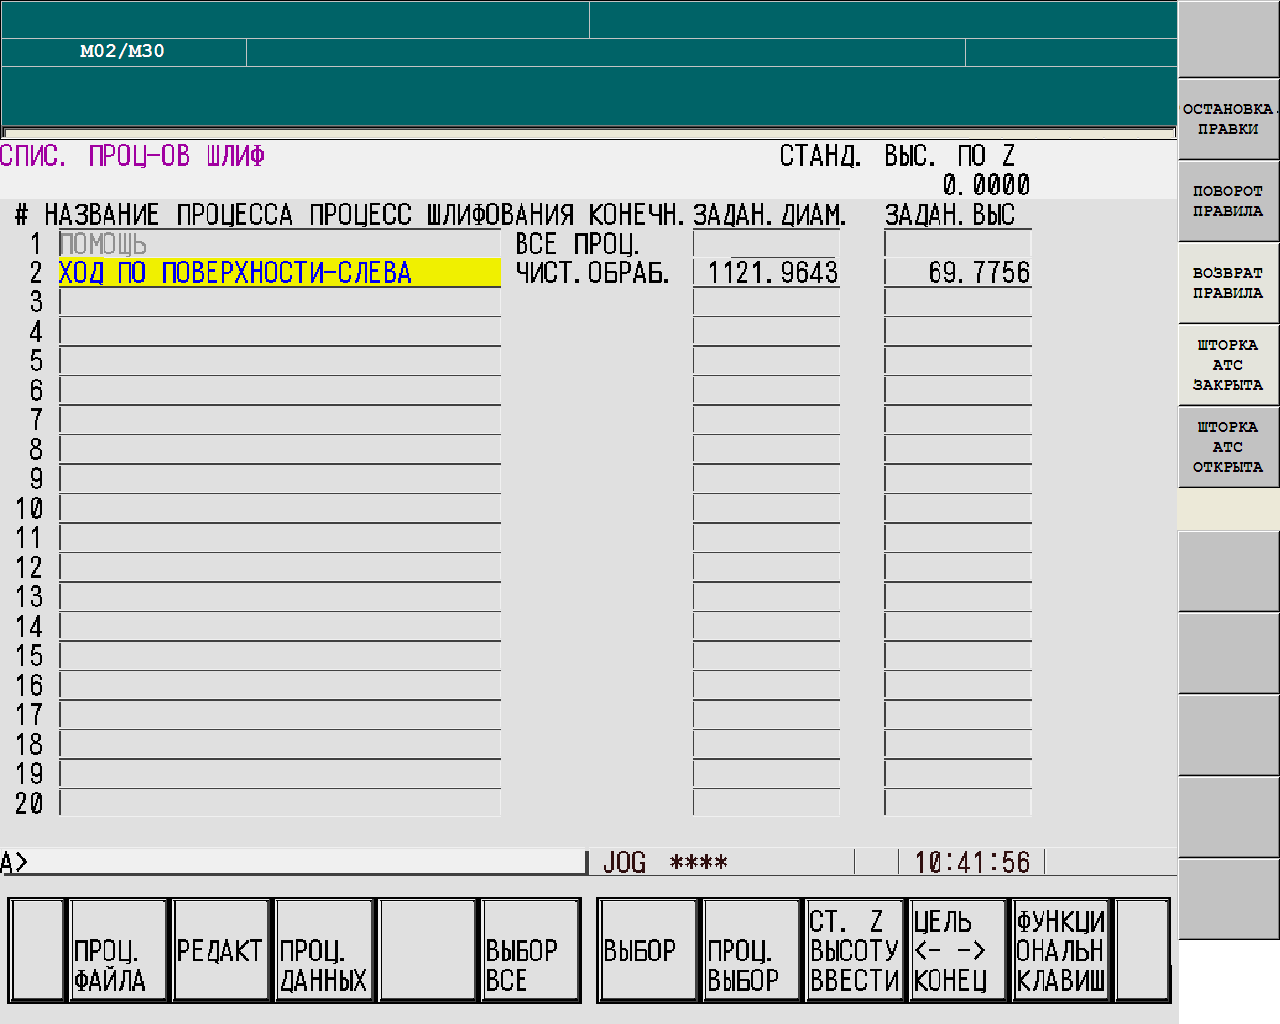 M02/M30
СПИС. ПРОЦ-ОВ ШЛИФ
СТАНД. ВЫС. ПО Z
0.0000
# НАЗВАНИЕ ПРОЦЕССА ПРОЦЕСС ШЛИФОВАНИЯ КОНЕЧН. ЗАДАН. ДИАМ. ЗАДАН. ВЫС
1 ПОМОЩЬ ВСЕ ПРОЦ.
2 ХОД ПО ПОВЕРХНОСТИ-СЛЕВА ЧИСТ. ОБРАБ. 1121.9643 69.7756
3
4
5
6
7
8
9
10
11
12
13
14
15
16
17
18
19
20
A>
JOG **** 10:41:56
ПРОЦ.
ФАЙЛА
РЕДАКТ
ПРОЦ.
ДАННЫХ
ВЫБОР
ВСЕ
ВЫБОР
ПРОЦ.
ВЫБОР
СТ. Z
ВЫСОТУ
ВВЕСТИ
ЦЕЛЬ
<- ->
КОНЕЦ
ФУНКЦИ
ОНАЛЬН
КЛАВИШ
ОСТАНОВКА
ПРАВКИ
ПОВОРОТ
ПРАВИЛА
ВОЗВРАТ
ПРАВИЛА
ШТОРКА
АТС
ЗАКРЫТА
ШТОРКА
АТС
ОТКРЫТА